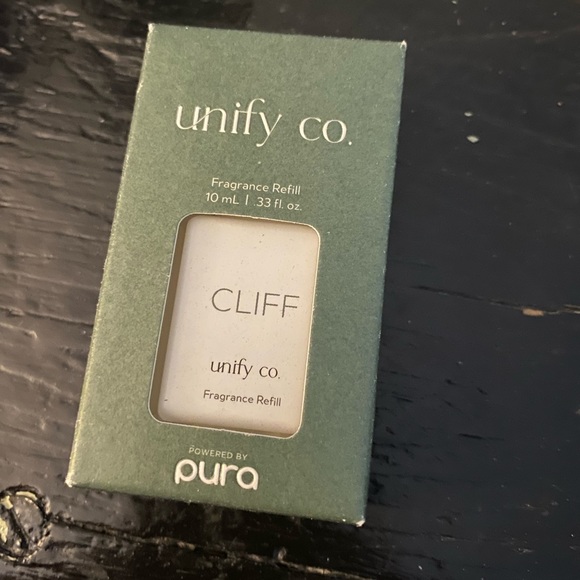 unify co.
Fragrance Refill
10 mL | .33 fl. oz.
CLIFF
unify co.
Fragrance Refill
POWERED BY
pura